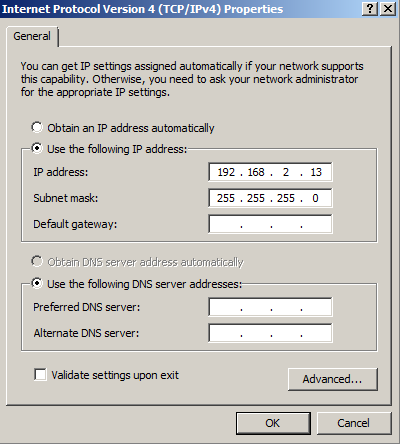 Internet Protocol Version 4 (TCP/IPv4) Properties
General
You can get IP settings assigned automatically if your network supports
this capability. Otherwise, you need to ask your network administrator
for the appropriate IP settings.
Obtain an IP address automatically
Use the following IP address:
IP address: 192 . 168 . 2 . 13
Subnet mask: 255 . 255 . 255 . 0
Default gateway: . . .
Obtain DNS server address automatically
Use the following DNS server addresses:
Preferred DNS server: . . .
Alternate DNS server: . . .
Validate settings upon exit
Advanced...
OK Cancel